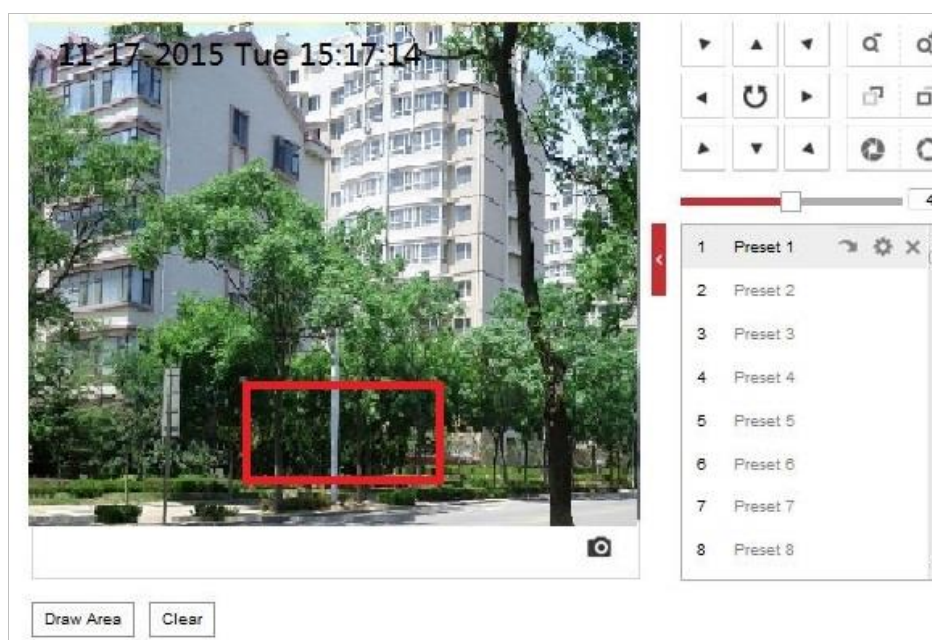 11-17-2015 Tue 15:17:14
4
1 Preset 1
2 Preset 2
3 Preset 3
4 Preset 4
5 Preset 5
6 Preset 6
7 Preset 7
8 Preset 8
Draw Area Clear